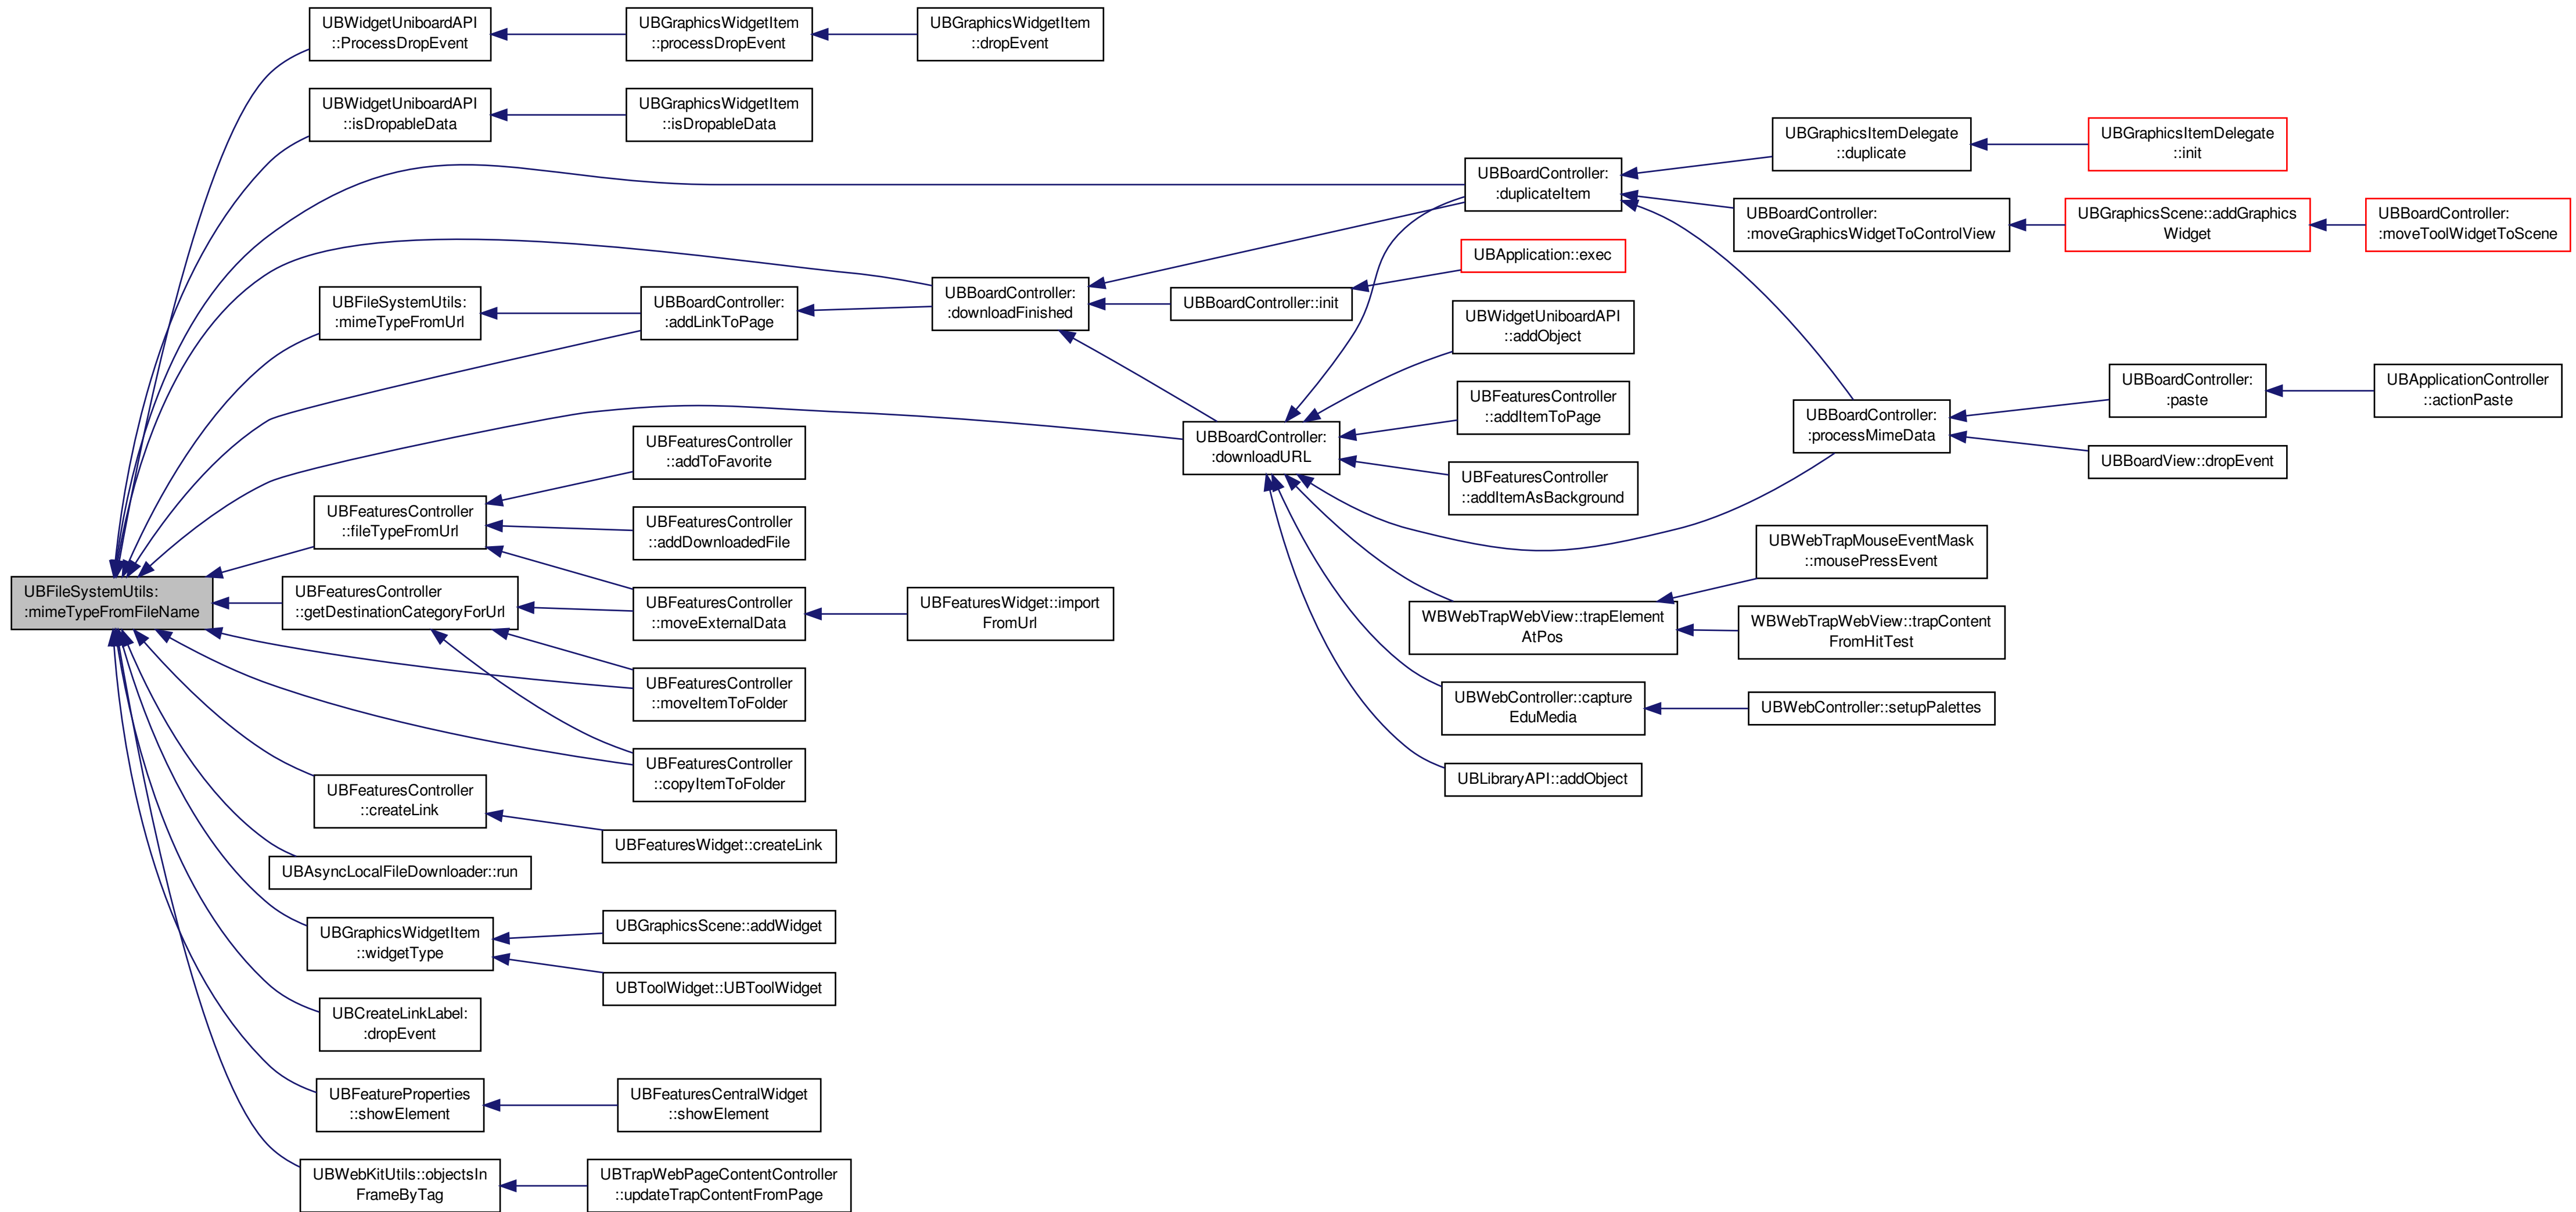 UBWidgetUniboardAPI
::ProcessDropEvent
UBGraphicsWidgetItem
::processDropEvent
UBGraphicsWidgetItem
::dropEvent
UBWidgetUniboardAPI
::isDropableData
UBGraphicsWidgetItem
::isDropableData
UBGraphicsItemDelegate
::duplicate
UBGraphicsItemDelegate
::init
UBBoardController:
:duplicateItem
UBBoardController:
:moveGraphicsWidgetToControlView
UBGraphicsScene::addGraphics
Widget
UBBoardController:
:moveToolWidgetToScene
UBApplication::exec
UBFileSystemUtils:
:mimeTypeFromUrl
UBBoardController:
:addLinkToPage
UBBoardController:
:downloadFinished
UBBoardController::init
UBWidgetUniboardAPI
::addObject
UBFeaturesController
::addItemToPage
UBBoardController:
:paste
UBApplicationController
::actionPaste
UBBoardController:
:processMimeData
UBBoardView::dropEvent
UBBoardController:
:downloadURL
UBFeaturesController
::addItemAsBackground
UBFeaturesController
::addToFavorite
UBFeaturesController
::fileTypeFromUrl
UBFeaturesController
::addDownloadedFile
UBWebTrapMouseEventMask
::mousePressEvent
UBFileSystemUtils:
:mimeTypeFromFileName
UBFeaturesController
::getDestinationCategoryForUrl
UBFeaturesController
::moveExternalData
UBFeaturesWidget::import
FromUrl
WBWebTrapWebView::trapElement
AtPos
WBWebTrapWebView::trapContent
FromHitTest
UBFeaturesController
::moveItemToFolder
UBWebController::capture
EduMedia
UBWebController::setupPalettes
UBFeaturesController
::copyItemToFolder
UBLibraryAPI::addObject
UBFeaturesController
::createLink
UBFeaturesWidget::createLink
UBAsyncLocalFileDownloader::run
UBGraphicsWidgetItem
::widgetType
UBGraphicsScene::addWidget
UBToolWidget::UBToolWidget
UBCreateLinkLabel:
:dropEvent
UBFeatureProperties
::showElement
UBFeaturesCentralWidget
::showElement
UBWebKitUtils::objectsIn
FrameByTag
UBTrapWebPageContentController
::updateTrapContentFromPage